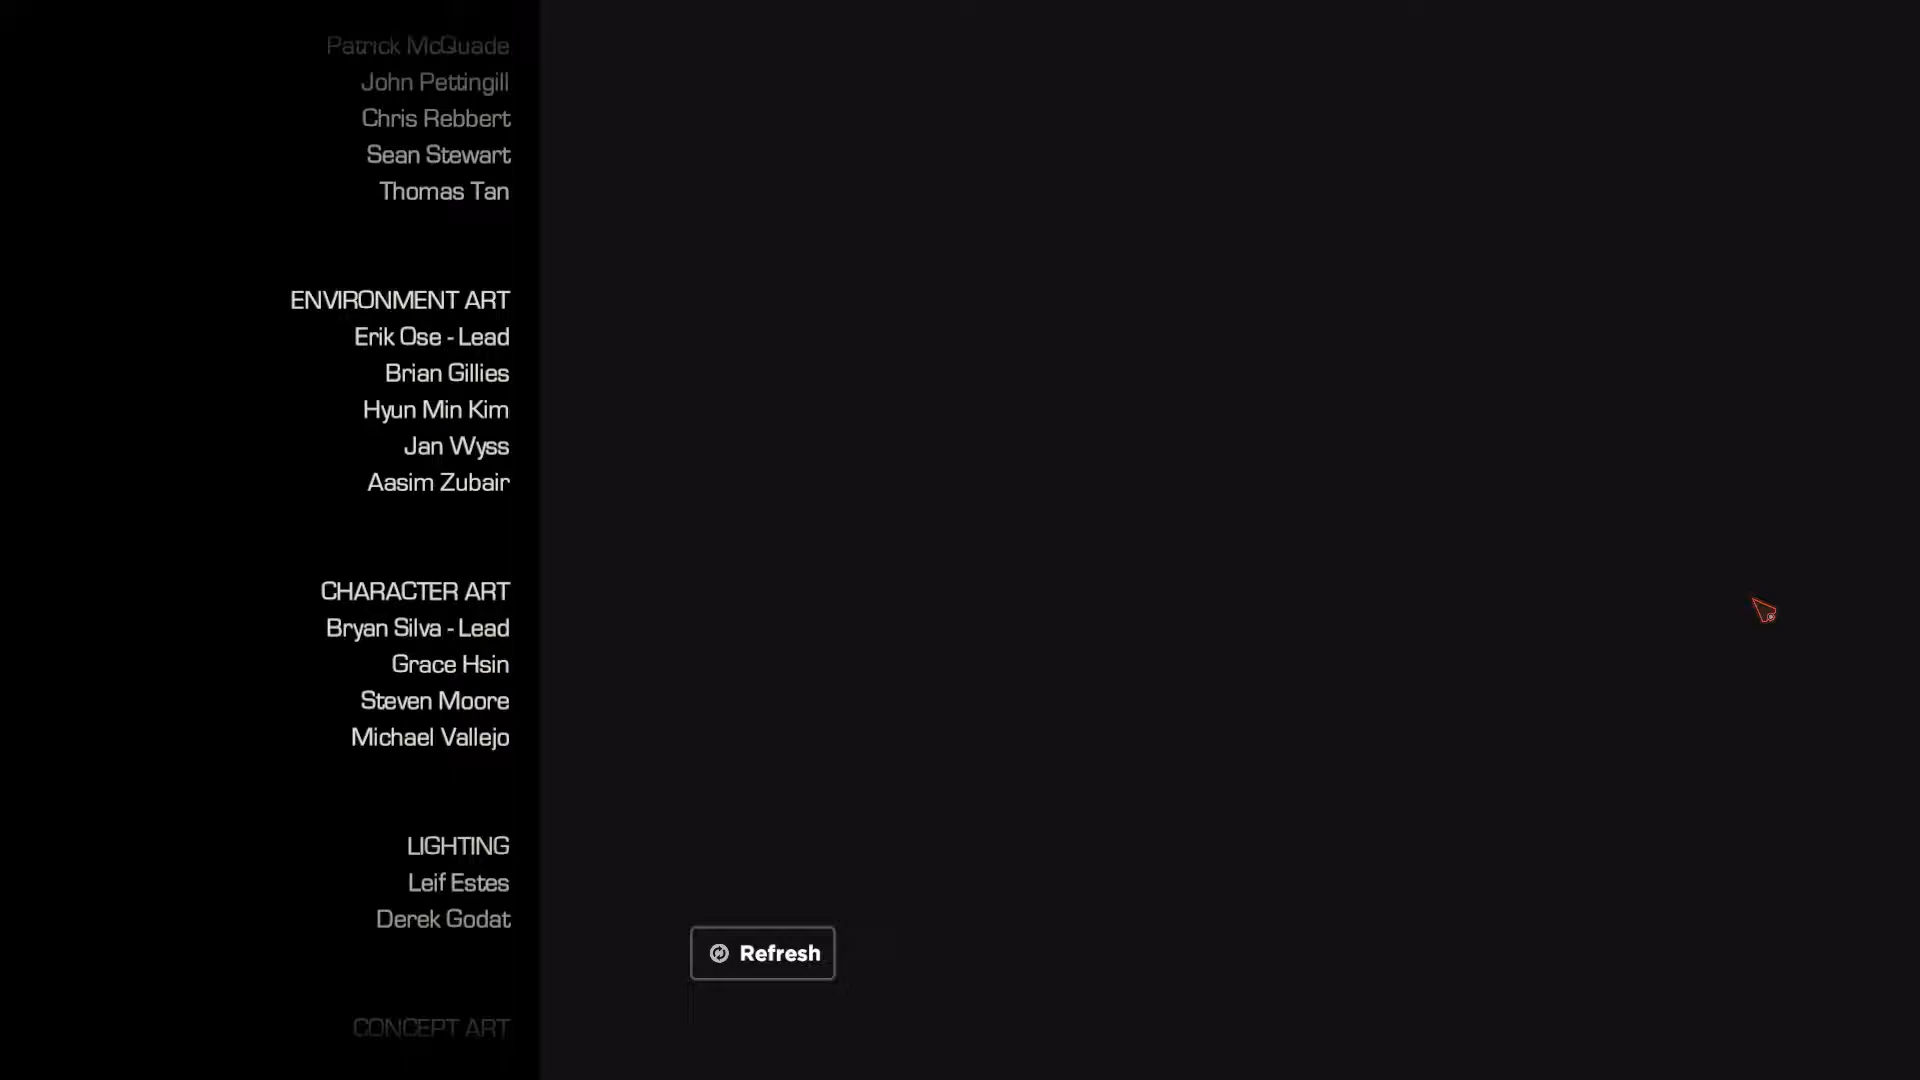 Patrick McQuade
John Pettingill
Chris Rebbert
Sean Stewart
Thomas Tan
ENVIRONMENT ART
Erik Ose - Lead
Brian Gillies
Hyun Min Kim
Jan Wyss
Aasim Zubair
CHARACTER ART
Bryan Silva - Lead
Grace Hsin
Steven Moore
Michael Vallejo
LIGHTING
Leif Estes
Derek Godat
Refresh
CONCEPT ART